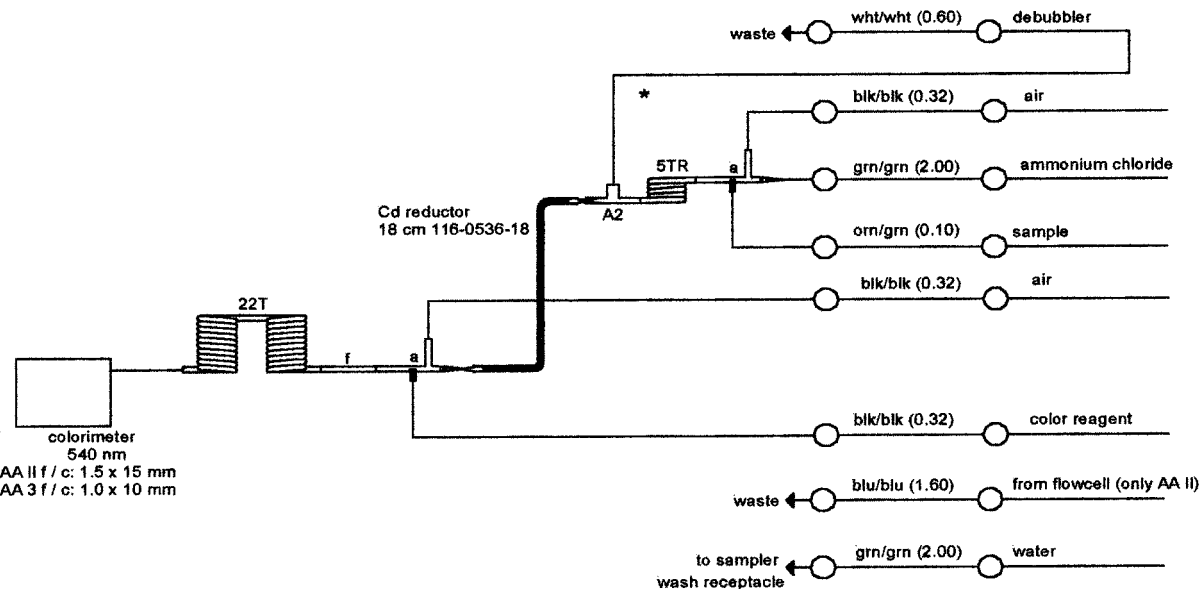 wht/wht (0.60) debubbler
waste
*
blk/blk (0.32) air
5TR a
grn/grn (2.00) ammonium chloride
Cd reductor
18 cm 116-0536-18
A2
orn/grn (0.10) sample
blk/blk (0.32) air
22T
f a
blk/blk (0.32) color reagent
colorimeter
540 nm
AA II f / c: 1.5 x 15 mm
AA 3 f / c: 1.0 x 10 mm
waste blu/blu (1.60) from flowcell (only AA II)
to sampler
wash receptacle
grn/grn (2.00) water